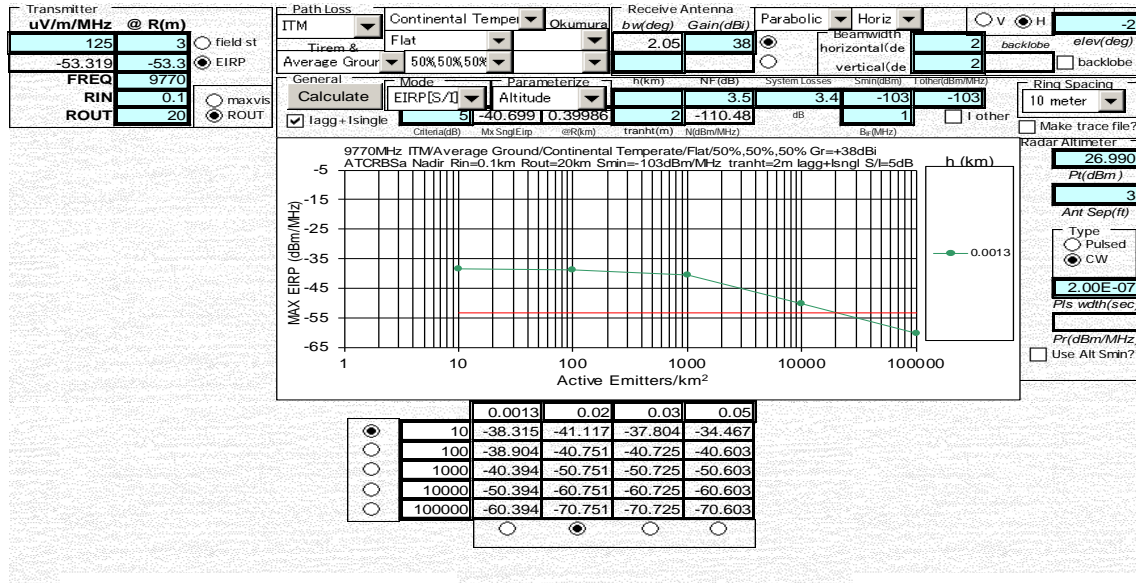 Transmitter
uV/m/MHz @ R(m)
125 3 field st
-53.319 -53.3 EIRP
FREQ 9770
RIN 0.1 maxvis
ROUT 20 ROUT
Path Loss
ITM Continental Temper Okumura
Flat
Tirem &
Average Groun 50%,50%,50%
Receive Antenna
bw(deg) Gain(dBi) Parabolic Horiz V H -2
2.05 38 Beamwidth
horizontal(de 2 backlobe elev(deg)
vertical(de 2 backlobe
General
Calculate Mode Parameterize h(km) NF(dB) System Losses Smin(dBm I other(dBm/MHz)
EIRP[S/I] Altitude 3.5 3.4 -103 -103
Iagg+Isingle 5 -40.699 0.39986 2 -110.48 dB 1 I other
Criteria(dB) Mx SnglEirp @R(km) tranht(m) N(dBm/MHz) BIF(MHz)
Ring Spacing
10 meter
Make trace file?
Radar Altimeter
26.990
Pt(dBm)
3
Ant Sep(ft)
Type
Pulsed
CW
2.00E-07
Pls wdth(sec)
Pr(dBm/MHz)
Use Alt Smin?
9770MHz ITM/Average Ground/Continental Temperate/Flat/50%,50%,50% Gr=+38dBi
ATCRBSa Nadir Rin=0.1km Rout=20km Smin=-103dBm/MHz tranht=2m Iagg+Isngl S/I=5dB
h (km)
0.0013
MAX EIRP (dBm/MHz)
-5
-15
-25
-35
-45
-55
-65
1 10 100 1000 10000 100000
Active Emitters/km²
0.0013 0.02 0.03 0.05
10 -38.315 -41.117 -37.804 -34.467
100 -38.904 -40.751 -40.725 -40.603
1000 -40.394 -50.751 -50.725 -50.603
10000 -50.394 -60.751 -60.725 -60.603
100000 -60.394 -70.751 -70.725 -70.603